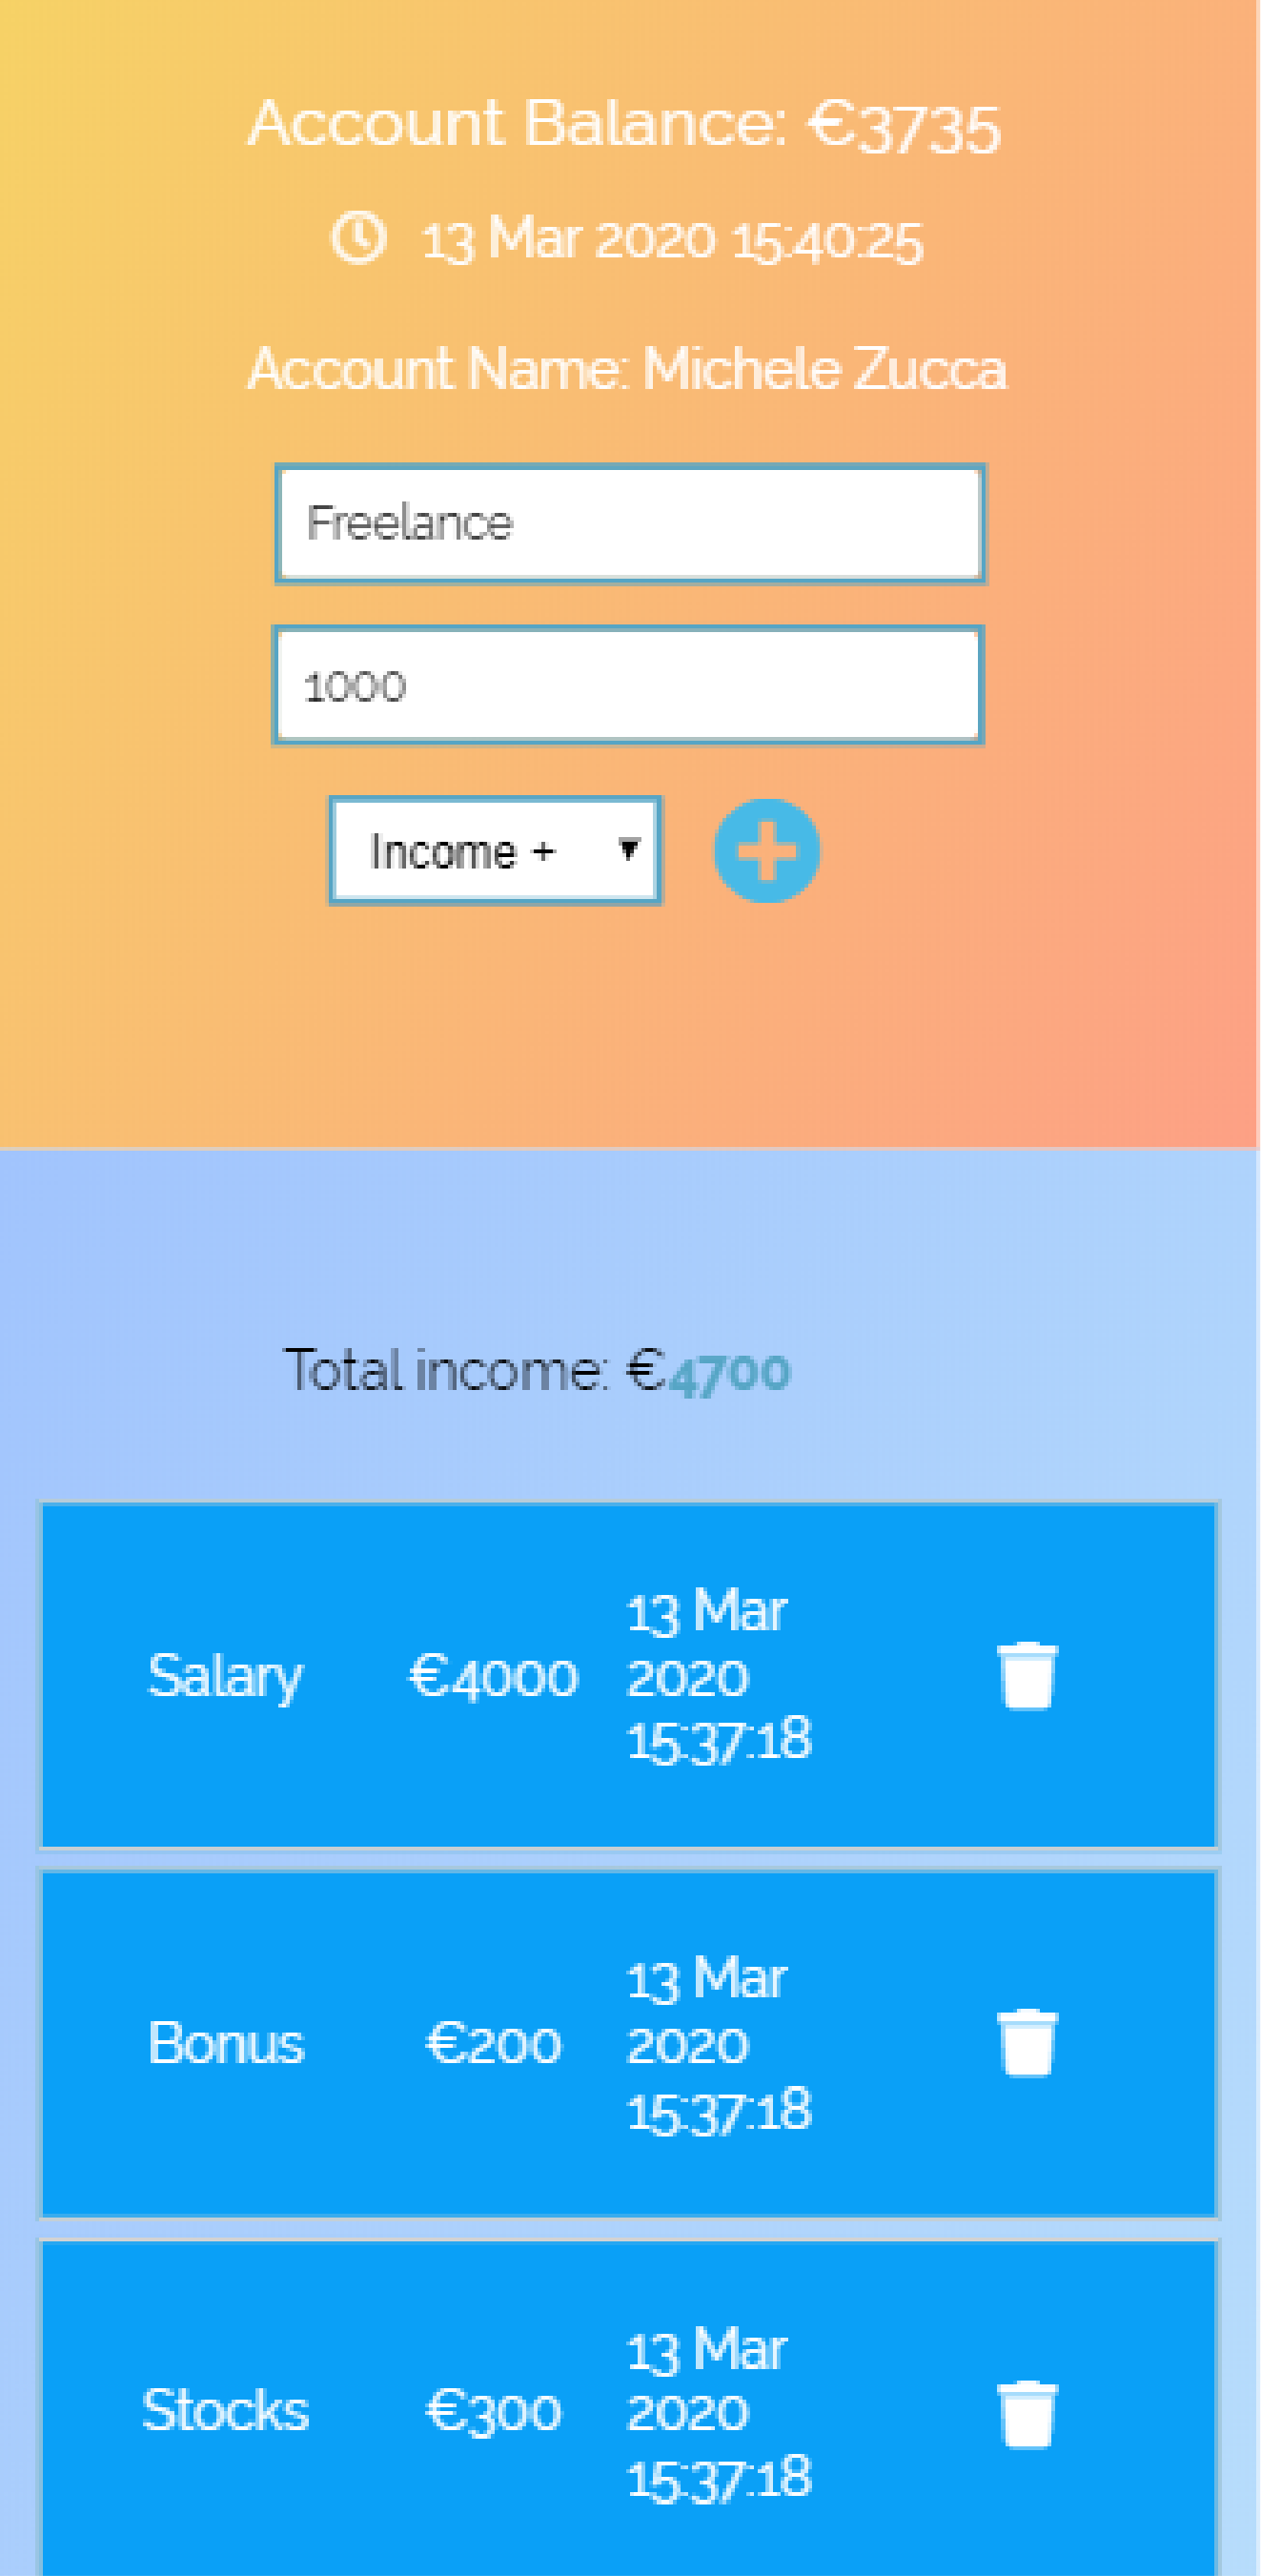 Account Balance: €3735
13 Mar 2020 15:40:25
Account Name: Michele Zucca
Freelance
1000
Income +
Total income: €4700
Salary €4000 13 Mar 2020 15:37:18
Bonus €200 13 Mar 2020 15:37:18
Stocks €300 13 Mar 2020 15:37:18